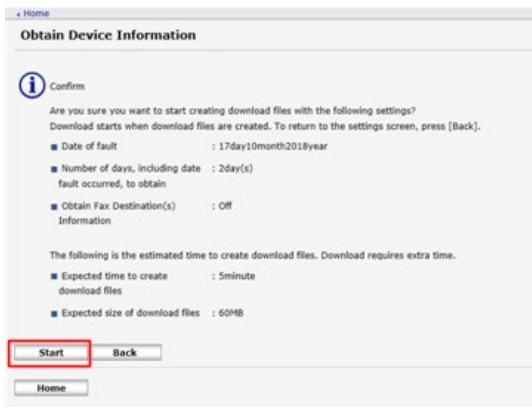 Home
Obtain Device Information
Confirm
Are you sure you want to start creating download files with the following settings?
Download starts when download files are created. To return to the settings screen, press [Back].
Date of fault : 17day10month2018year
Number of days, including date : 2day(s)
fault occurred, to obtain
Obtain Fax Destination(s) : Off
Information
The following is the estimated time to create download files. Download requires extra time.
Expected time to create : 5minute
download files
Expected size of download files : 60MB
Start Back
Home